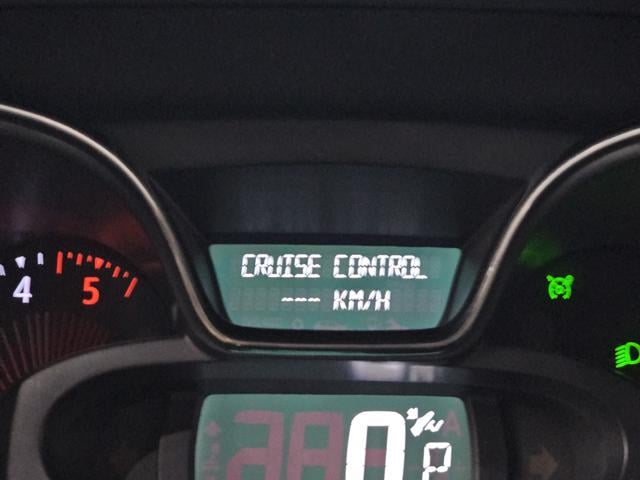 CRUISE CONTROL
--- KM/H
4 5
0
P